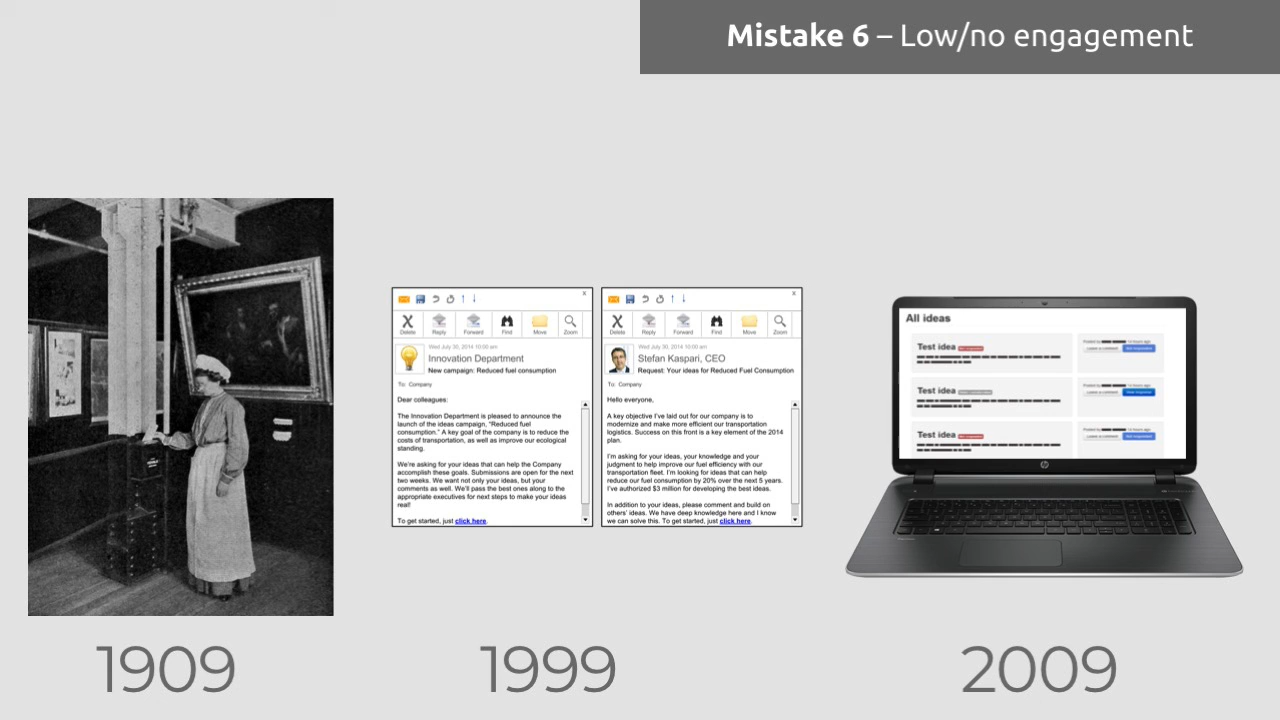 Mistake 6 – Low/no engagement
x
Delete Reply Forward Find Move Zoom
Wed July 30, 2014 10:00 am
Innovation Department
New campaign: Reduced fuel consumption
To: Company
Dear colleagues:
The Innovation Department is pleased to announce the
launch of the ideas campaign, “Reduced fuel
consumption.” A key goal of the company is to reduce the
costs of transportation, as well as improve our ecological
standing.
We’re asking for your ideas that can help the Company
accomplish these goals. Submissions are open for the next
two weeks. We want not only your ideas, but your
comments as well. We’ll pass the best ones along to the
appropriate executives for next steps to make your ideas
real!
To get started, just click here.
x
Delete Reply Forward Find Move Zoom
Wed July 30, 2014 10:00 am
Stefan Kaspari, CEO
Request: Your ideas for Reduced Fuel Consumption
To: Company
Hello everyone,
A key objective I’ve laid out for our company is to
modernize and make more efficient our transportation
logistics. Success on this front is a key element of the 2014
plan.
I’m asking for your ideas, your knowledge and your
judgment to help improve our fuel efficiency with our
transportation fleet. I’m looking for ideas that can help
reduce our fuel consumption by 20% over the next 5 years.
I’ve authorized $3 million for developing the best ideas.
In addition to your ideas, please comment and build on
others’ ideas. We have deep knowledge here and I know
we can solve this. To get started, just click here.
All ideas
Test idea
Test idea
Test idea
hp
1909
1999
2009